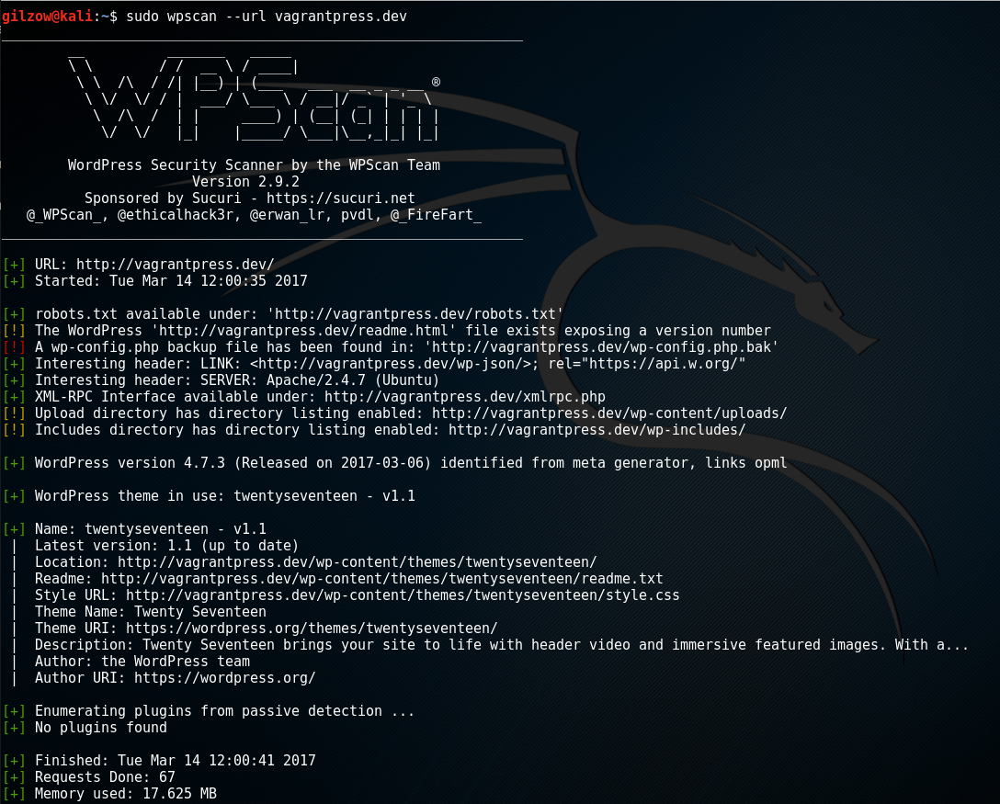 gilzow@kali:~$ sudo wpscan --url vagrantpress.dev
_______________________________________________________________
        __          _______   _____
        \ \        / /  __ \ / ____|
         \ \  /\  / /| |__) | (___   ___  __ _ _ __ ®
          \ \/  \/ / |  ___/ \___ \ / __|/ _` | '_ \
           \  /\  /  | |     ____) | (__| (_| | | | |
            \/  \/   |_|    |_____/ \___|\__,_|_| |_|
        WordPress Security Scanner by the WPScan Team
                       Version 2.9.2
          Sponsored by Sucuri - https://sucuri.net
   @_WPScan_, @ethicalhack3r, @erwan_lr, pvdl, @_FireFart_
_______________________________________________________________
[+] URL: http://vagrantpress.dev/
[+] Started: Tue Mar 14 12:00:35 2017
[+] robots.txt available under: 'http://vagrantpress.dev/robots.txt'
[!] The WordPress 'http://vagrantpress.dev/readme.html' file exists exposing a version number
[!] A wp-config.php backup file has been found in: 'http://vagrantpress.dev/wp-config.php.bak'
[+] Interesting header: LINK: <http://vagrantpress.dev/wp-json/>; rel="https://api.w.org/"
[+] Interesting header: SERVER: Apache/2.4.7 (Ubuntu)
[+] XML-RPC Interface available under: http://vagrantpress.dev/xmlrpc.php
[!] Upload directory has directory listing enabled: http://vagrantpress.dev/wp-content/uploads/
[!] Includes directory has directory listing enabled: http://vagrantpress.dev/wp-includes/
[+] WordPress version 4.7.3 (Released on 2017-03-06) identified from meta generator, links opml
[+] WordPress theme in use: twentyseventeen - v1.1
[+] Name: twentyseventeen - v1.1
 |  Latest version: 1.1 (up to date)
 |  Location: http://vagrantpress.dev/wp-content/themes/twentyseventeen/
 |  Readme: http://vagrantpress.dev/wp-content/themes/twentyseventeen/readme.txt
 |  Style URL: http://vagrantpress.dev/wp-content/themes/twentyseventeen/style.css
 |  Theme Name: Twenty Seventeen
 |  Theme URI: https://wordpress.org/themes/twentyseventeen/
 |  Description: Twenty Seventeen brings your site to life with header video and immersive featured images. With a...
 |  Author: the WordPress team
 |  Author URI: https://wordpress.org/
[+] Enumerating plugins from passive detection ...
[+] No plugins found
[+] Finished: Tue Mar 14 12:00:41 2017
[+] Requests Done: 67
[+] Memory used: 17.625 MB